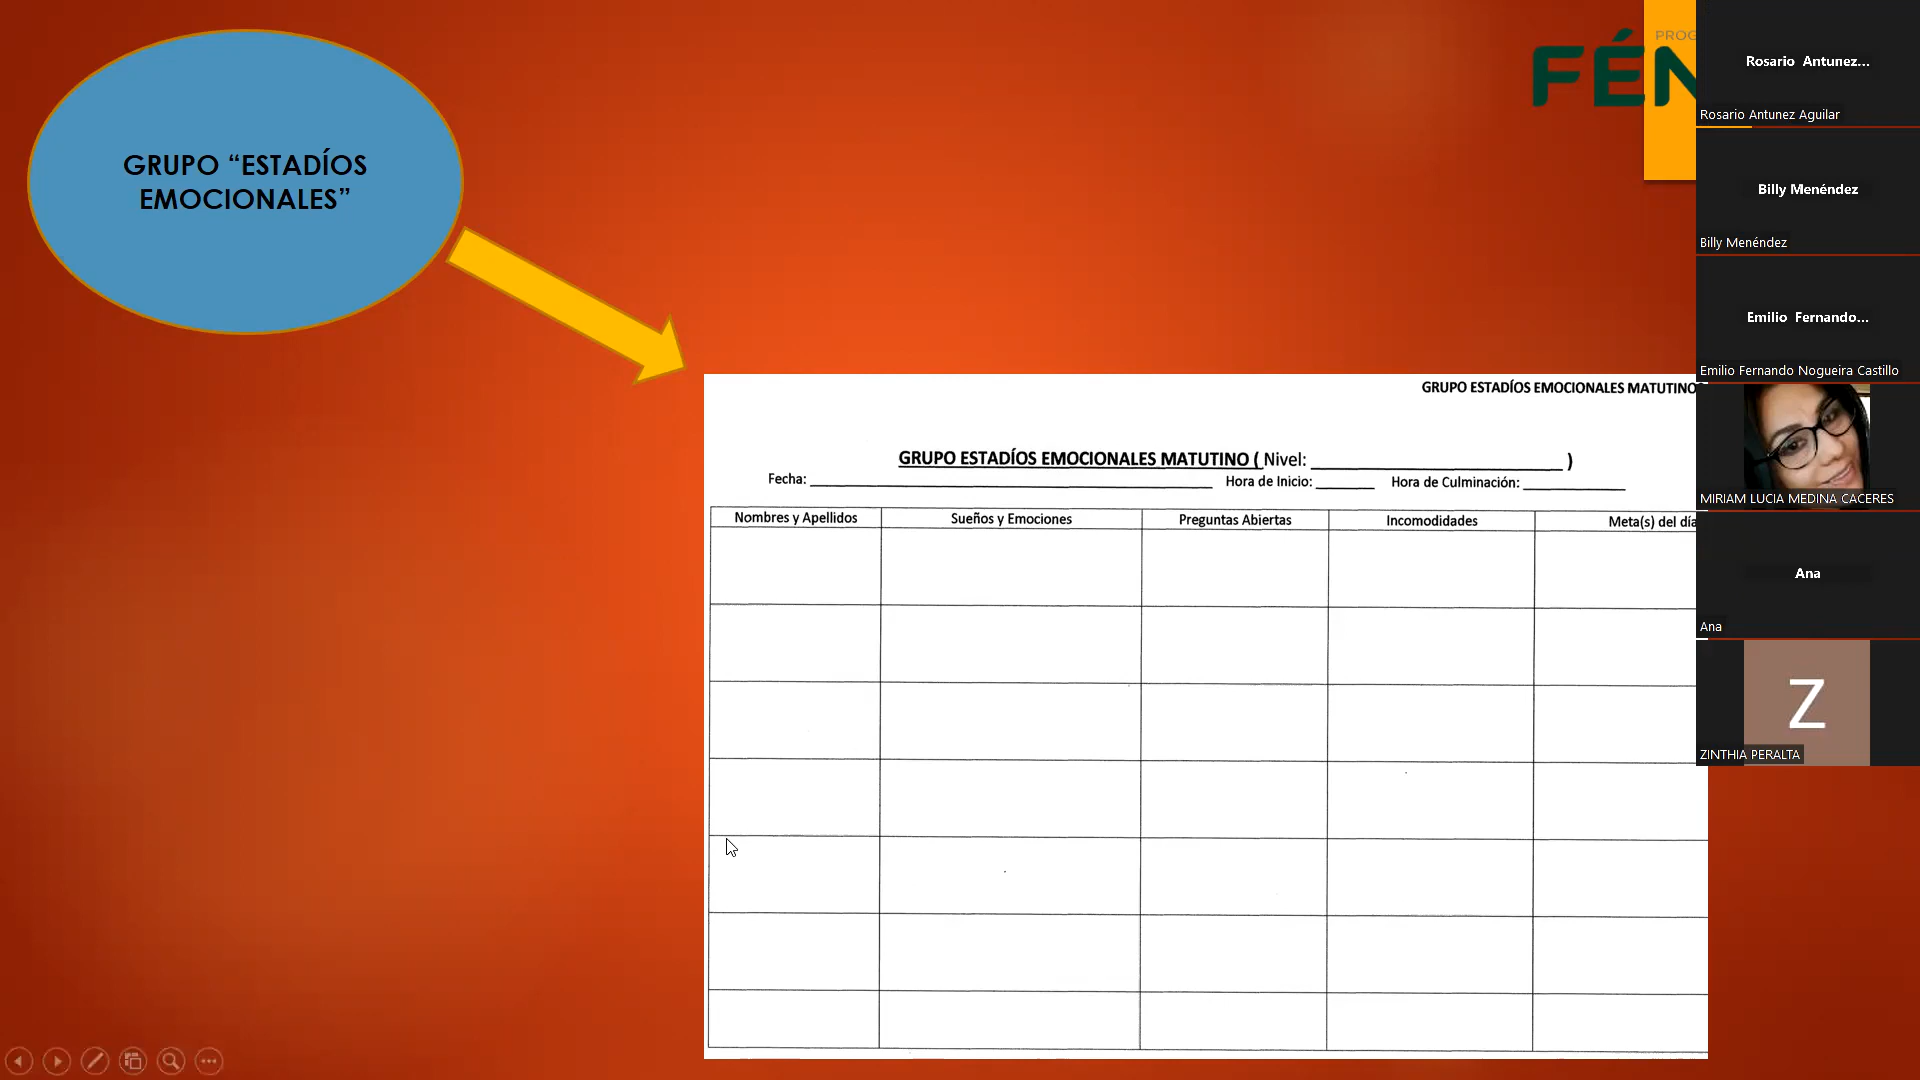 GRUPO “ESTADÍOS
EMOCIONALES”
PROG
FÉN
GRUPO ESTADÍOS EMOCIONALES MATUTINO
GRUPO ESTADÍOS EMOCIONALES MATUTINO ( Nivel: )
Fecha: Hora de Inicio: Hora de Culminación:
Nombres y Apellidos Sueños y Emociones Preguntas Abiertas Incomodidades Meta(s) del día
Rosario Antunez...
Rosario Antunez Aguilar
Billy Menéndez
Billy Menéndez
Emilio Fernando...
Emilio Fernando Nogueira Castillo
MIRIAM LUCIA MEDINA CACERES
Ana
Ana
Z
ZINTHIA PERALTA